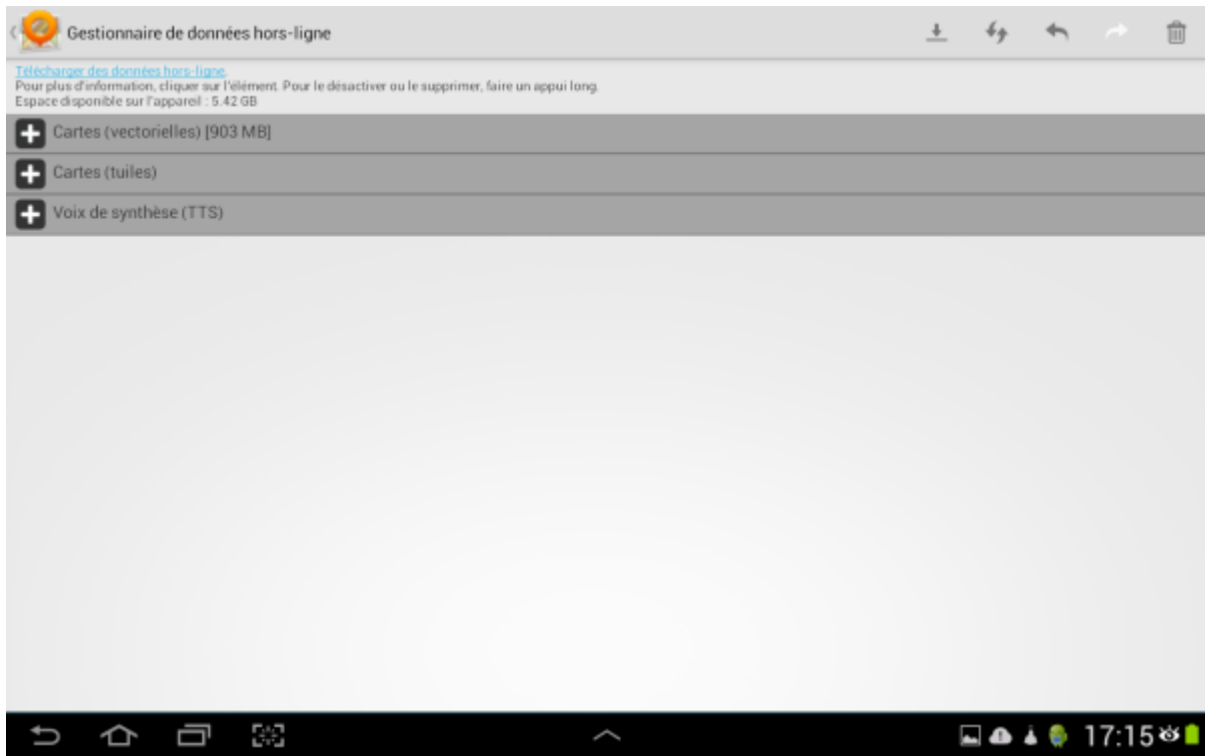 Gestionnaire de données hors-ligne
Télécharger des données hors-ligne.
Pour plus d'information, cliquer sur l'élément. Pour le désactiver ou le supprimer, faire un appui long.
Espace disponible sur l'appareil : 5.42 GB
Cartes (vectorielles) [903 MB]
Cartes (tuiles)
Voix de synthèse (TTS)
17:15